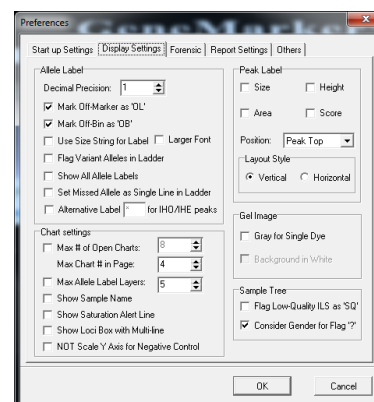 Preferences
Start up Settings Display Settings Forensic Report Settings Others
Allele Label
Decimal Precision: 1
Mark Off-Marker as 'OL'
Mark Off-Bin as 'OB'
Use Size String for Label Larger Font
Flag Variant Alleles in Ladder
Show All Allele Labels
Set Missed Allele as Single Line in Ladder
Alternative Label * for IHO/IHE peaks
Chart settings
Max # of Open Charts: 8
Max Chart # in Page: 4
Max Allele Label Layers: 5
Show Sample Name
Show Saturation Alert Line
Show Loci Box with Multi-line
NOT Scale Y Axis for Negative Control
Peak Label
Size Height
Area Score
Position: Peak Top
Layout Style
Vertical Horizontal
Gel Image
Gray for Single Dye
Background in White
Sample Tree
Flag Low-Quality ILS as 'SQ'
Consider Gender for Flag '?'
OK Cancel